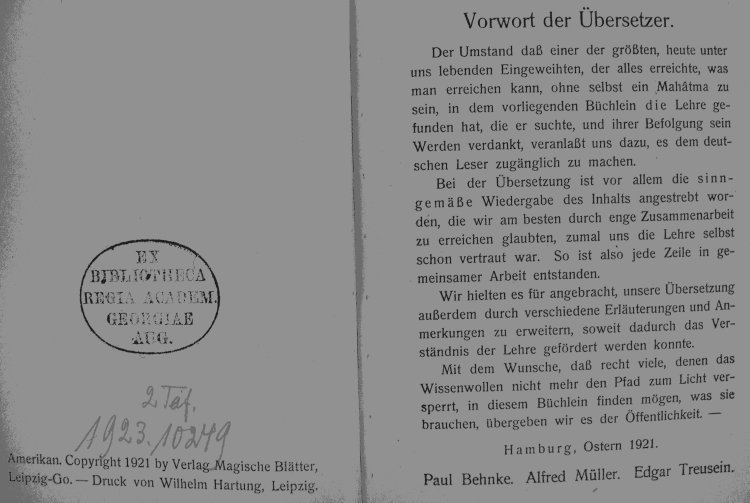 EX
BIBLIOTHECA
REGIA ACADEM.
GEORGIAE
AUG.
2 Taf.
1923.10249
Amerikan. Copyright 1921 by Verlag Magische Blätter,
Leipzig-Go. — Druck von Wilhelm Hartung, Leipzig.
Vorwort der Übersetzer.
Der Umstand daß einer der größten, heute unter
uns lebenden Eingeweihten, der alles erreichte, was
man erreichen kann, ohne selbst ein Mahâtma zu
sein, in dem vorliegenden Büchlein die Lehre ge-
funden hat, die er suchte, und ihrer Befolgung sein
Werden verdankt, veranlaßt uns dazu, es dem deut-
schen Leser zugänglich zu machen.
Bei der Übersetzung ist vor allem die sinn-
gemäße Wiedergabe des Inhalts angestrebt wor-
den, die wir am besten durch enge Zusammenarbeit
zu erreichen glaubten, zumal uns die Lehre selbst
schon vertraut war. So ist also jede Zeile in ge-
meinsamer Arbeit entstanden.
Wir hielten es für angebracht, unsere Übersetzung
außerdem durch verschiedene Erläuterungen und An-
merkungen zu erweitern, soweit dadurch das Ver-
ständnis der Lehre gefördert werden konnte.
Mit dem Wunsche, daß recht viele, denen das
Wissenwollen nicht mehr den Pfad zum Licht ver-
sperrt, in diesem Büchlein finden mögen, was sie
brauchen, übergeben wir es der Öffentlichkeit. —
Hamburg, Ostern 1921.
Paul Behnke. Alfred Müller. Edgar Treusein.